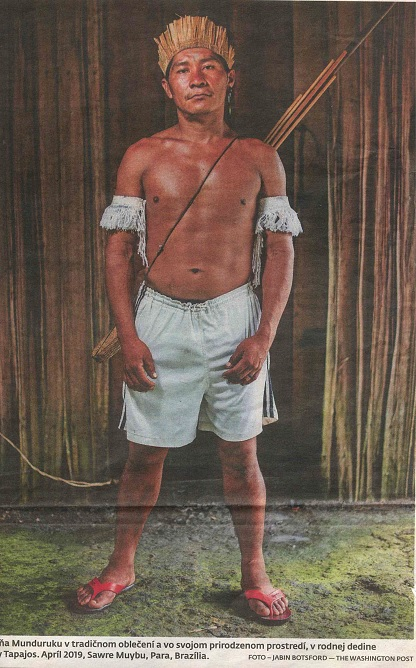 ňa Munduruku v tradičnom oblečení a vo svojom prirodzenom prostredí, v rodnej dedine
Tapajos. Apríl 2019, Sawre Muybu, Para, Brazília.
FOTO – JABIN BOTSFORD — THE WASHINGTON POST